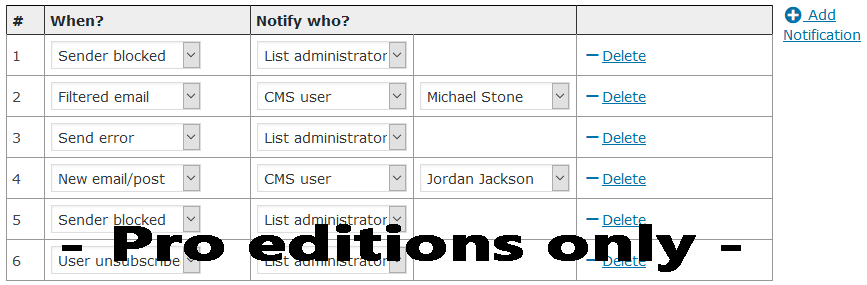 # When? Notify who?
Add
Notification
1 Sender blocked List administrator Delete
2 Filtered email CMS user Michael Stone Delete
3 Send error List administrator Delete
4 New email/post CMS user Jordan Jackson Delete
5 Sender blocked List administrator Delete
- Pro editions only -
6 User unsubscribe List administrator Delete